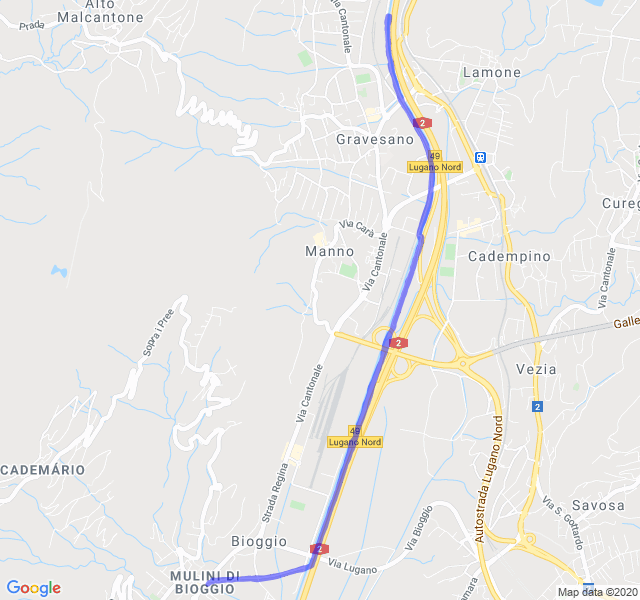 Alto
Malcantone
Prada
Via Cantonale
Lamone
2
Gravesano
49
Lugano Nord
Cureg
Via Carà
Manno
Via Cantonale
Cadempino
Via Cantonale
Sopra i Pree
Galle
2
Vezia
Via Cantonale
2
49
Lugano Nord
Autostrada Lugano Nord
CADEMÁRIO
Strada Regina
Via S. Gottardo
Savosa
Via Bioggio
Bioggio
2
Via Lugano
MULINI DI
BIOGGIO
mara
Google
Map data ©2020